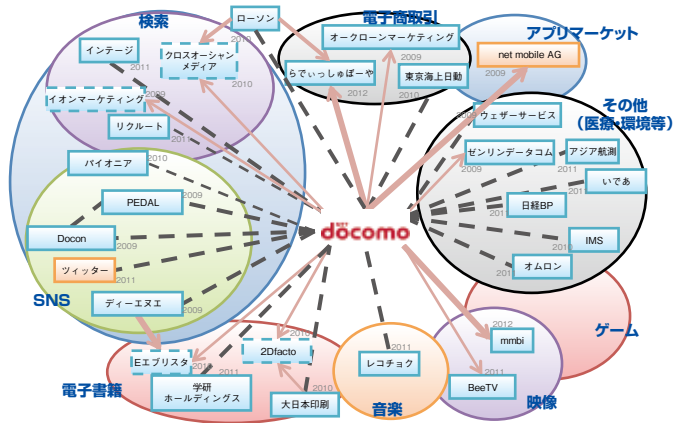 検索
ローソン
電子商取引
アプリマーケット
インテージ
2011
クロスオーシャン
メディア
2010
2010
オークローンマーケティング
2009
net mobile AG
2009
らでぃっしゅぼーや
2012
東京海上日動
2010
イオンマーケティング
2009
リクルート
2011
その他
(医療・環境等)
ウェザーサービス
2009
ゼンリンデータコム
2009
アジア航測
2011
いであ
2011
パイオニア
2010
PEDAL
2009
日経BP
Docon
2009
docomo
IMS
2010
ツィッター
2011
オムロン
SNS
ディーエヌエ
2009
ゲーム
2012
mmbi
2010
2Dfacto
Eエブリスタ
2011
2011
レコチョク
2011
BeeTV
電子書籍
学研
ホールディングス
2011
2010
大日本印刷
音楽
映像